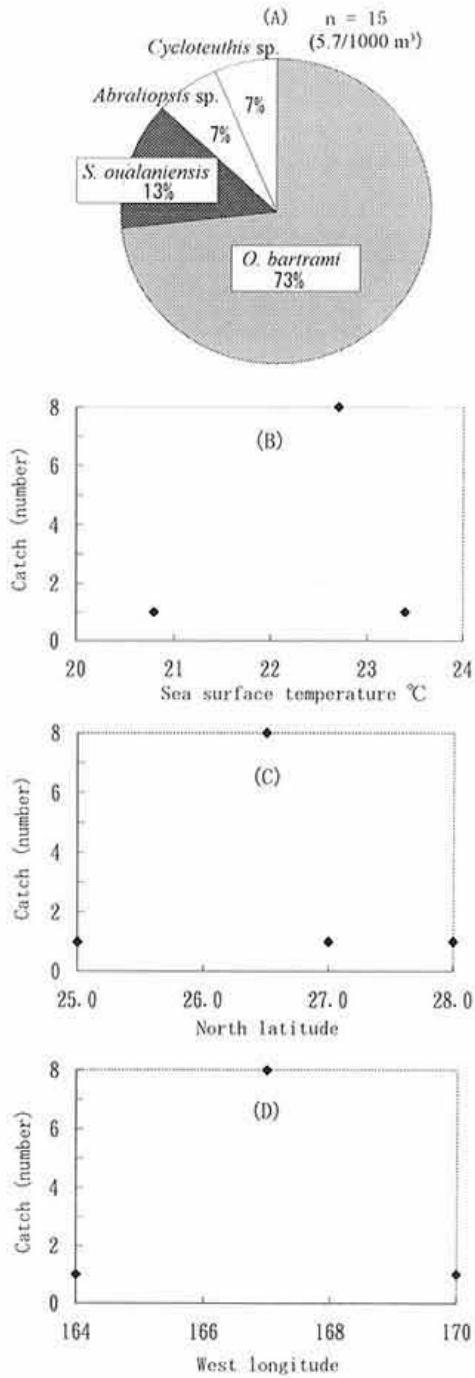 (A) n = 15
(5.7/1000 m³)
Cycloteuthis sp.
Abraliopsis sp.
7%
7%
S. oualaniensis
13%
O. bartrami
73%
8
(B)
6
4
2
0
Catch (number)
20 21 22 23 24
Sea surface temperature ℃
8
(C)
6
4
2
0
Catch (number)
25.0 26.0 27.0 28.0
North latitude
8
(D)
6
4
2
0
Catch (number)
164 166 168 170
West longitude